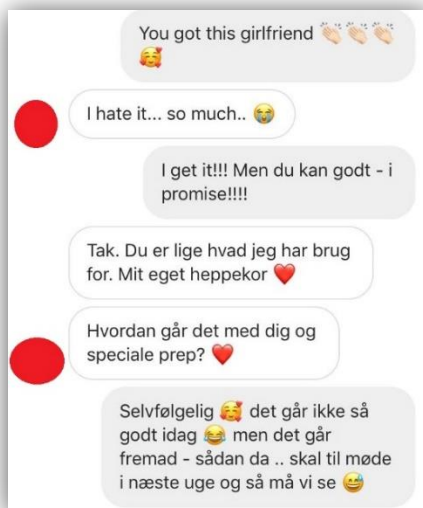 You got this girlfriend 👏🏻👏🏻👏🏻
🥰
I hate it... so much.. 😭
I get it!!! Men du kan godt - i
promise!!!!
Tak. Du er lige hvad jeg har brug
for. Mit eget heppekor ❤️
Hvordan går det med dig og
speciale prep? ❤️
Selvfølgelig 🥰 det går ikke så
godt idag 😂 men det går
fremad - sådan da .. skal til møde
i næste uge og så må vi se 😅